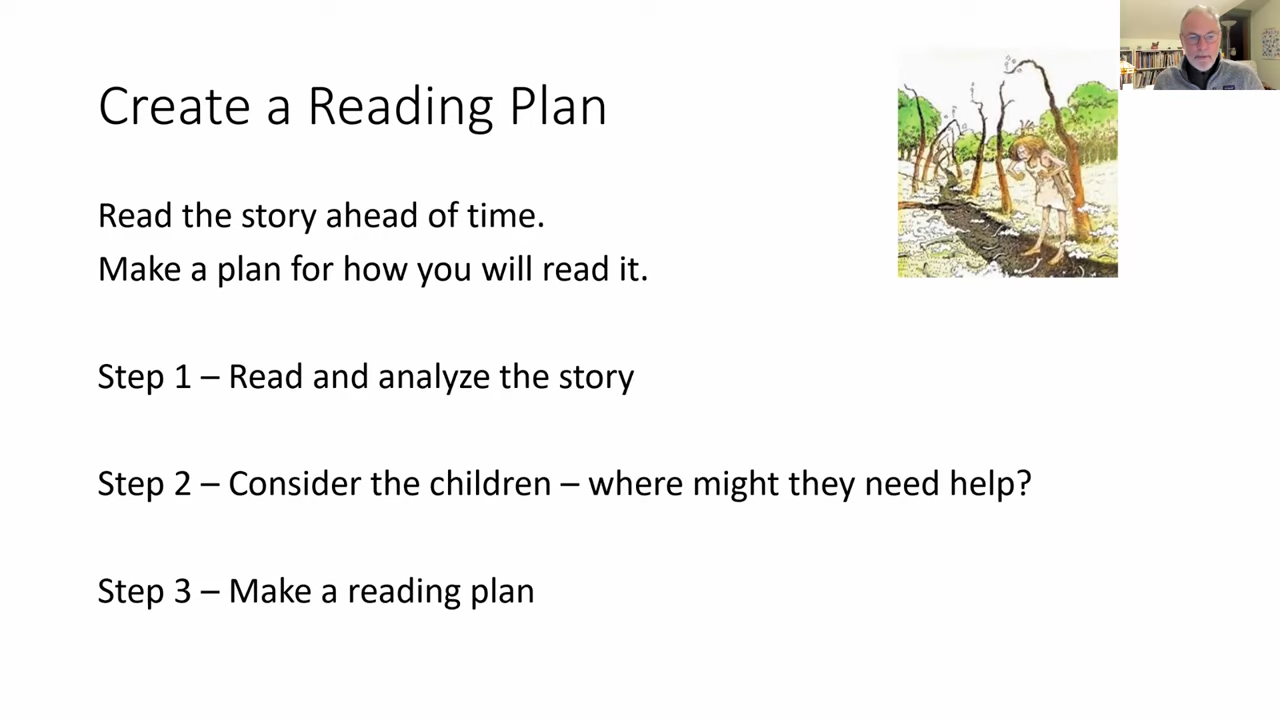 Create a Reading Plan
Read the story ahead of time.
Make a plan for how you will read it.
Step 1 – Read and analyze the story
Step 2 – Consider the children – where might they need help?
Step 3 – Make a reading plan